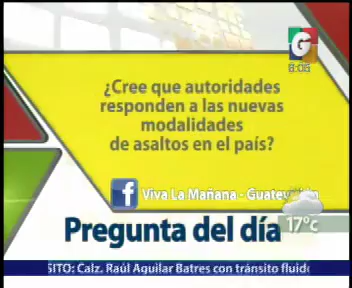 G
¿Cree que autoridades
responden a las nuevas
modalidades
de asaltos en el país?
Viva La Mañana - Guatevisión
Pregunta del día
17°c
SITO: Calz. Raúl Aguilar Batres con tránsito fluido